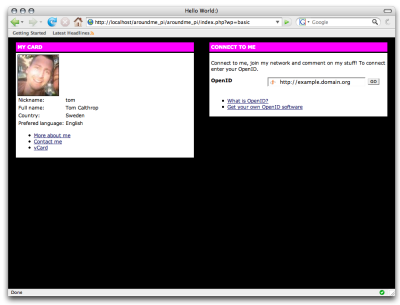 Hello World:)
http://localhost/aroundme_pi/aroundme_pi/index.php?wp=basic
Google
Getting Started Latest Headlines
MY CARD
Nickname: tom
Full name: Tom Calthrop
Country: Sweden
Prefered language: English
More about me
Contact me
vCard
CONNECT TO ME
Connect to me, join my network and comment on my stuff! To connect
enter your OpenID.
OpenID http://example.domain.org GO
What is OpenID?
Get your own OpenID software
Done